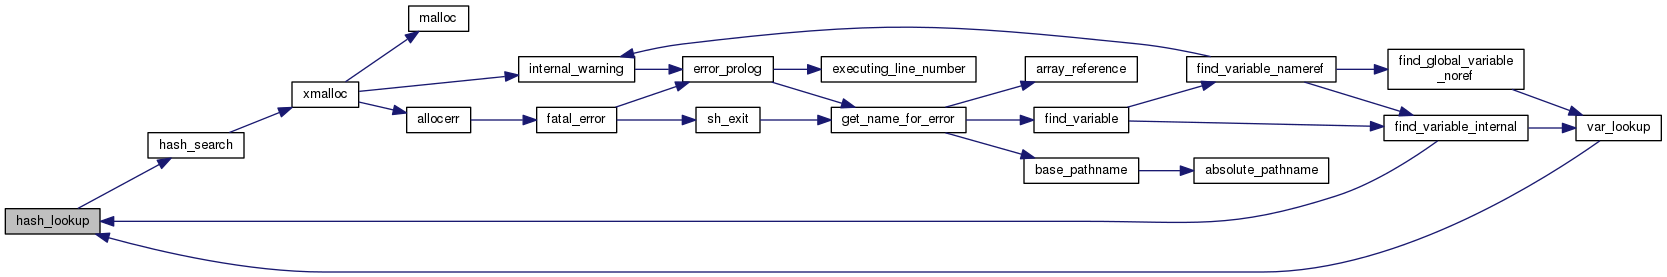 malloc
internal_warning
error_prolog
executing_line_number
array_reference
find_variable_nameref
find_global_variable
_noref
xmalloc
allocerr
fatal_error
sh_exit
get_name_for_error
find_variable
find_variable_internal
var_lookup
hash_search
base_pathname
absolute_pathname
hash_lookup